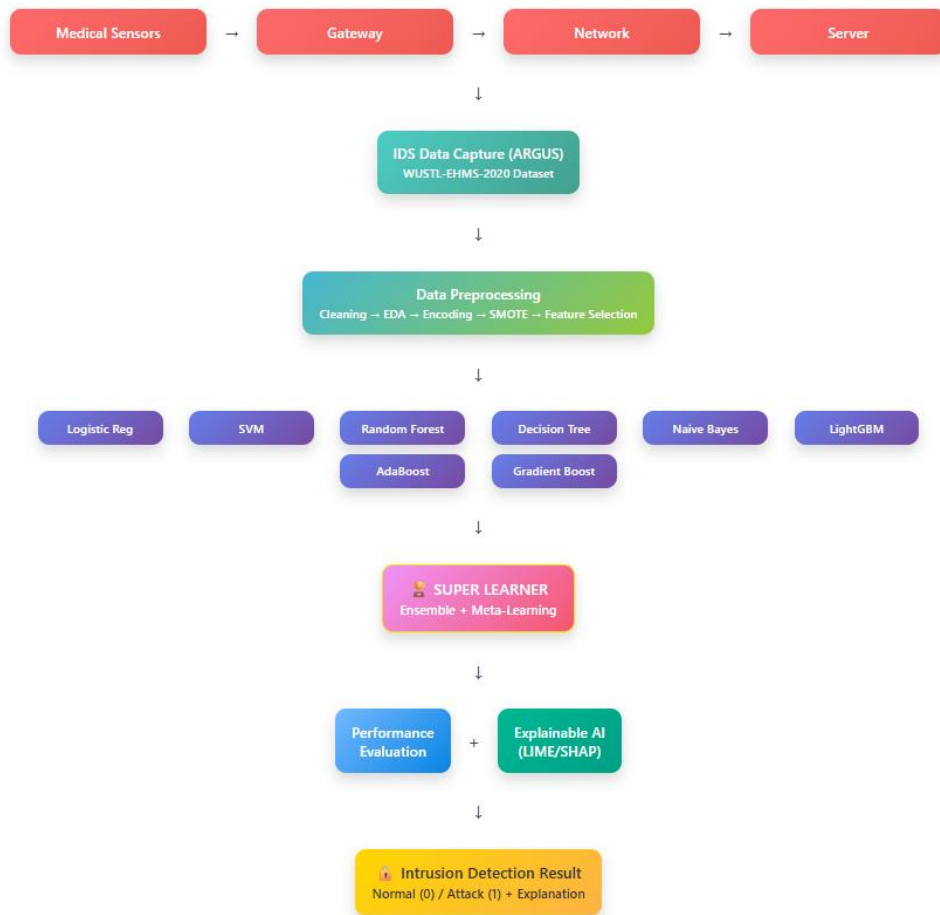 Medical Sensors → Gateway → Network → Server
↓
IDS Data Capture (ARGUS)
WUSTL-EHMS-2020 Dataset
↓
Data Preprocessing
Cleaning → EDA → Encoding → SMOTE → Feature Selection
↓
Logistic Reg SVM Random Forest Decision Tree Naive Bayes LightGBM
AdaBoost Gradient Boost
↓
SUPER LEARNER
Ensemble + Meta-Learning
↓
Performance
Evaluation
+
Explainable AI
(LIME/SHAP)
↓
Intrusion Detection Result
Normal (0) / Attack (1) + Explanation